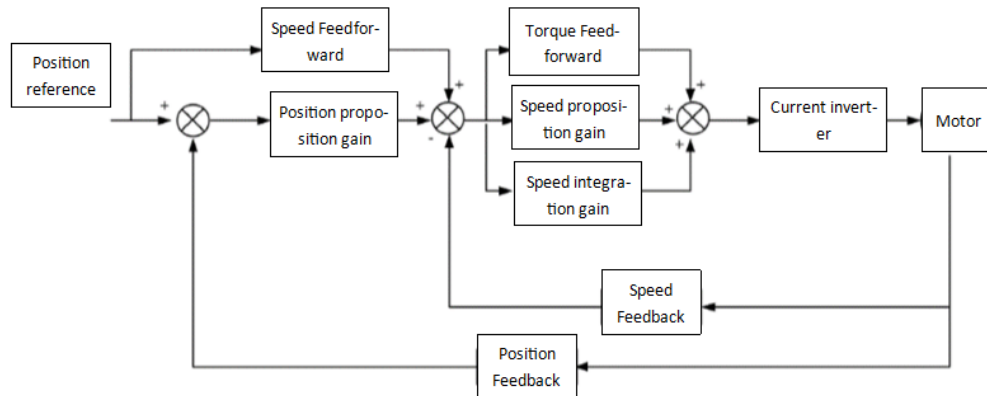 Position
reference
Speed Feedfor-
ward
Torque Feed-
forward
+
+
+
Position propo-
sition gain
+
-
Speed proposi-
tion gain
+
+
Current invert-
er
Motor
Speed integra-
tion gain
Speed
Feedback
Position
Feedback